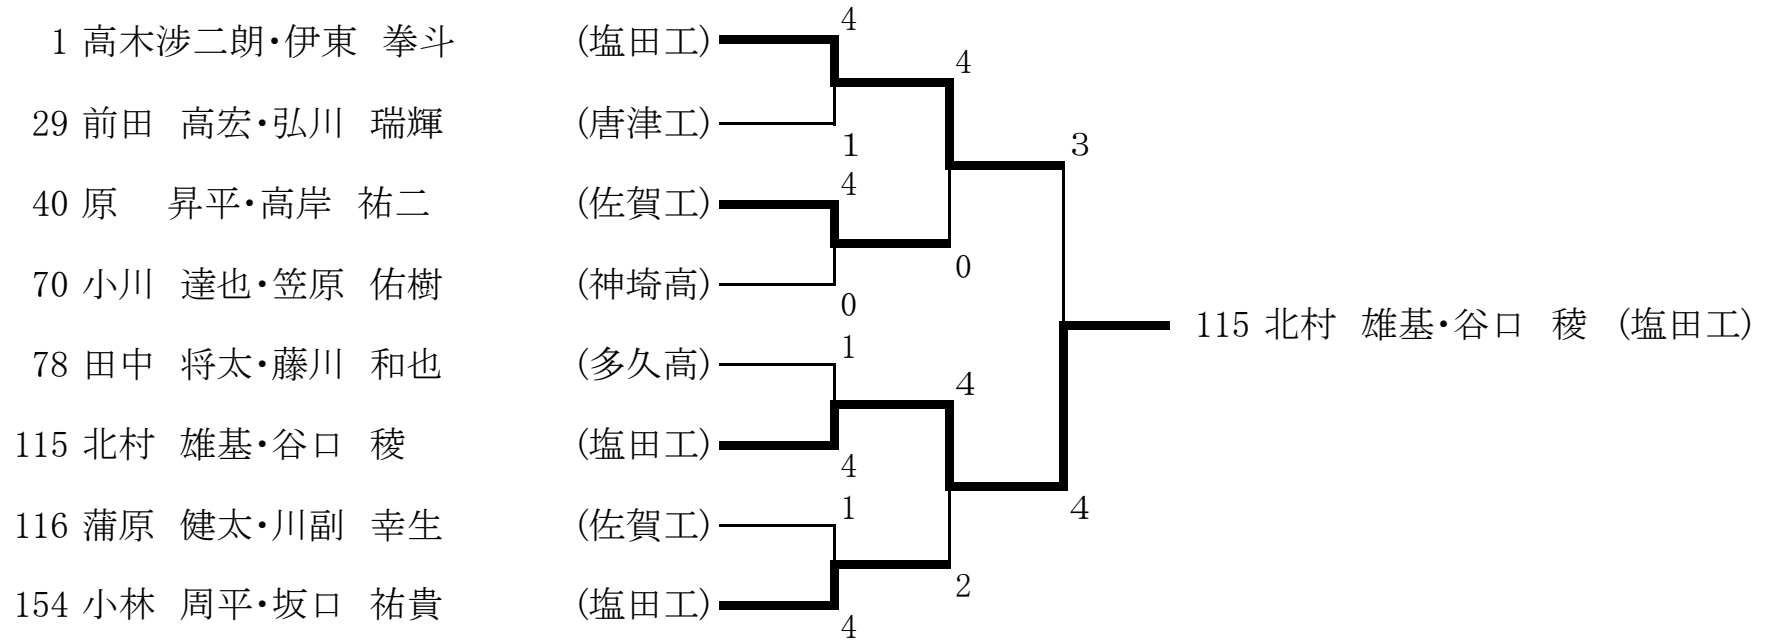 4
1 高木渉二朗・伊東 拳斗 (塩田工)
4
29 前田 高宏・弘川 瑞輝 (唐津工)
1
3
4
40 原 昇平・高岸 祐二 (佐賀工)
0
70 小川 達也・笠原 佑樹 (神埼高)
0
115 北村 雄基・谷口 稜 (塩田工)
1
78 田中 将太・藤川 和也 (多久高)
4
115 北村 雄基・谷口 稜 (塩田工)
4
1
4
116 蒲原 健太・川副 幸生 (佐賀工)
2
154 小林 周平・坂口 祐貴 (塩田工)
4